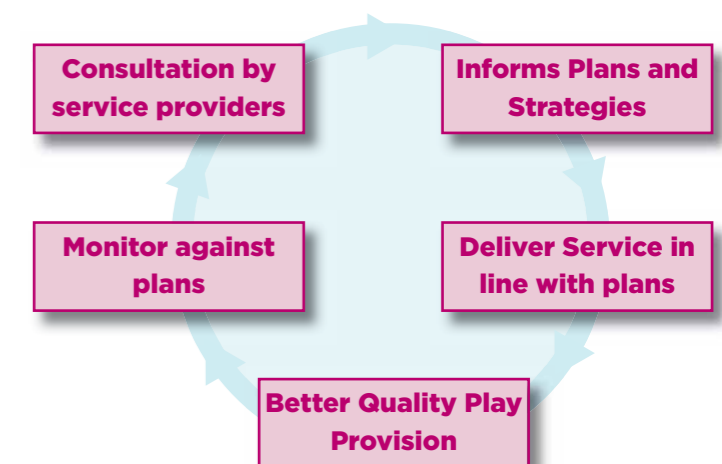 Consultation by
service providers
Informs Plans and
Strategies
Monitor against
plans
Deliver Service in
line with plans
Better Quality Play
Provision